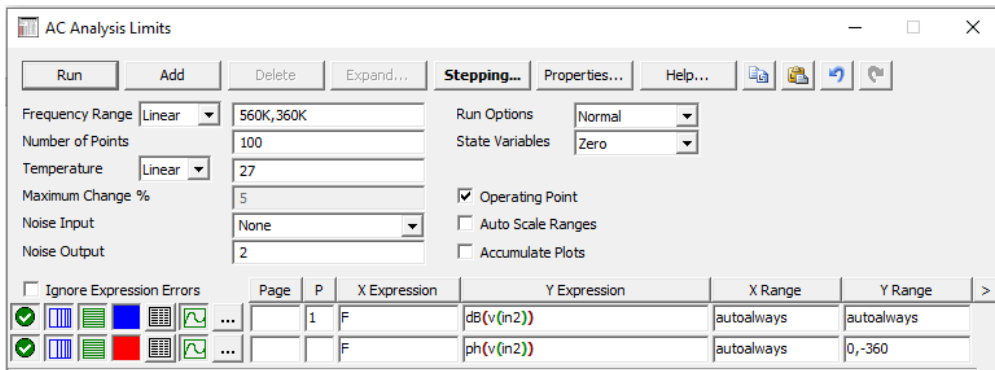 AC Analysis Limits
Run Add Delete Expand... Stepping... Properties... Help...
Frequency Range Linear 560K,360K Run Options Normal
Number of Points 100 State Variables Zero
Temperature Linear 27
Maximum Change % 5 Operating Point
Noise Input None Auto Scale Ranges
Noise Output 2 Accumulate Plots
Ignore Expression Errors Page P X Expression Y Expression X Range Y Range >
... 1 F dB(v(in2)) autoalways autoalways
... F ph(v(in2)) autoalways 0,-360